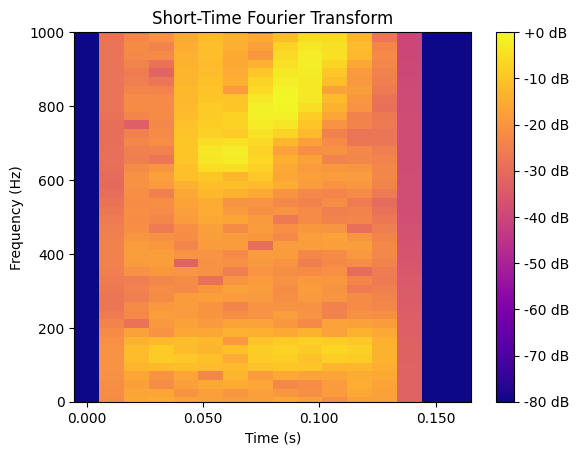 Short-Time Fourier Transform
1000
800
600
400
200
0
Frequency (Hz)
0.000
0.050
0.100
0.150
Time (s)
+0 dB
-10 dB
-20 dB
-30 dB
-40 dB
-50 dB
-60 dB
-70 dB
-80 dB